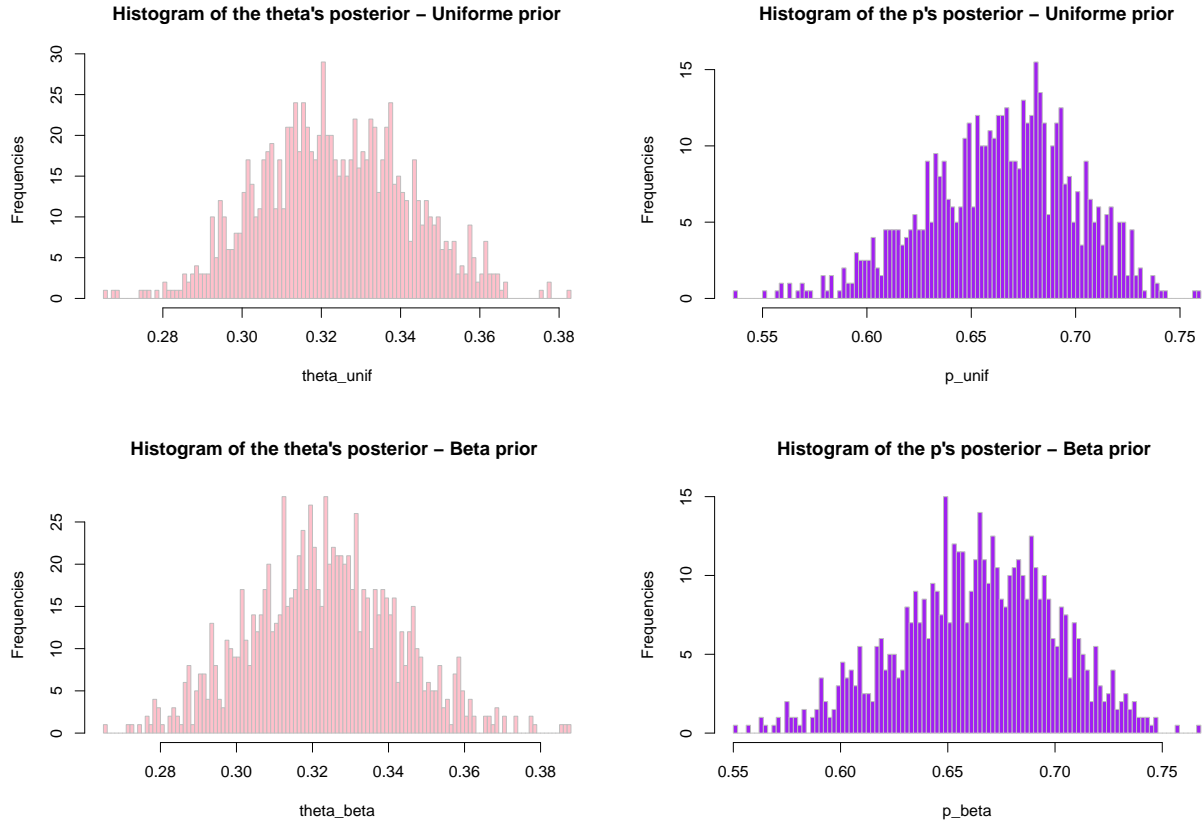 Histogram of the theta's posterior − Uniforme prior
Frequencies
0 5 10 15 20 25 30
0.28 0.30 0.32 0.34 0.36 0.38
theta_unif
Histogram of the p's posterior − Uniforme prior
Frequencies
0 5 10 15
0.55 0.60 0.65 0.70 0.75
p_unif
Histogram of the theta's posterior − Beta prior
Frequencies
0 5 10 15 20 25
0.28 0.30 0.32 0.34 0.36 0.38
theta_beta
Histogram of the p's posterior − Beta prior
Frequencies
0 5 10 15
0.55 0.60 0.65 0.70 0.75
p_beta